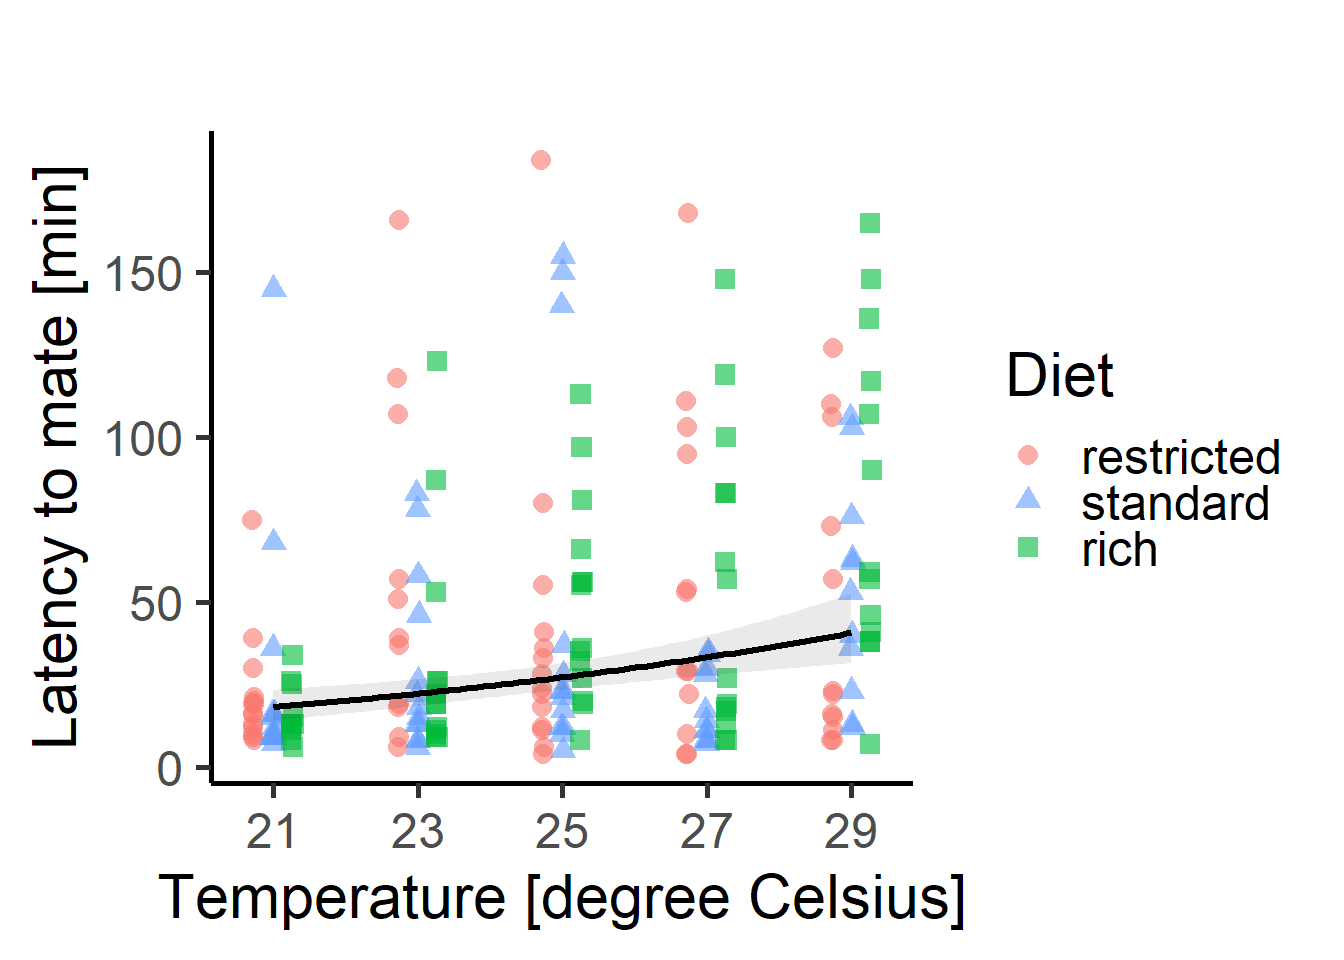 Latency to mate [min]
150
100
50
0
21 23 25 27 29
Temperature [degree Celsius]
Diet
restricted
standard
rich